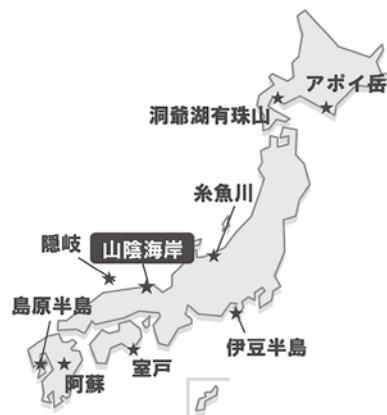 アポイ岳
洞爺湖有珠山
糸魚川
隠岐
山陰海岸
島原半島
伊豆半島
室戸
阿蘇